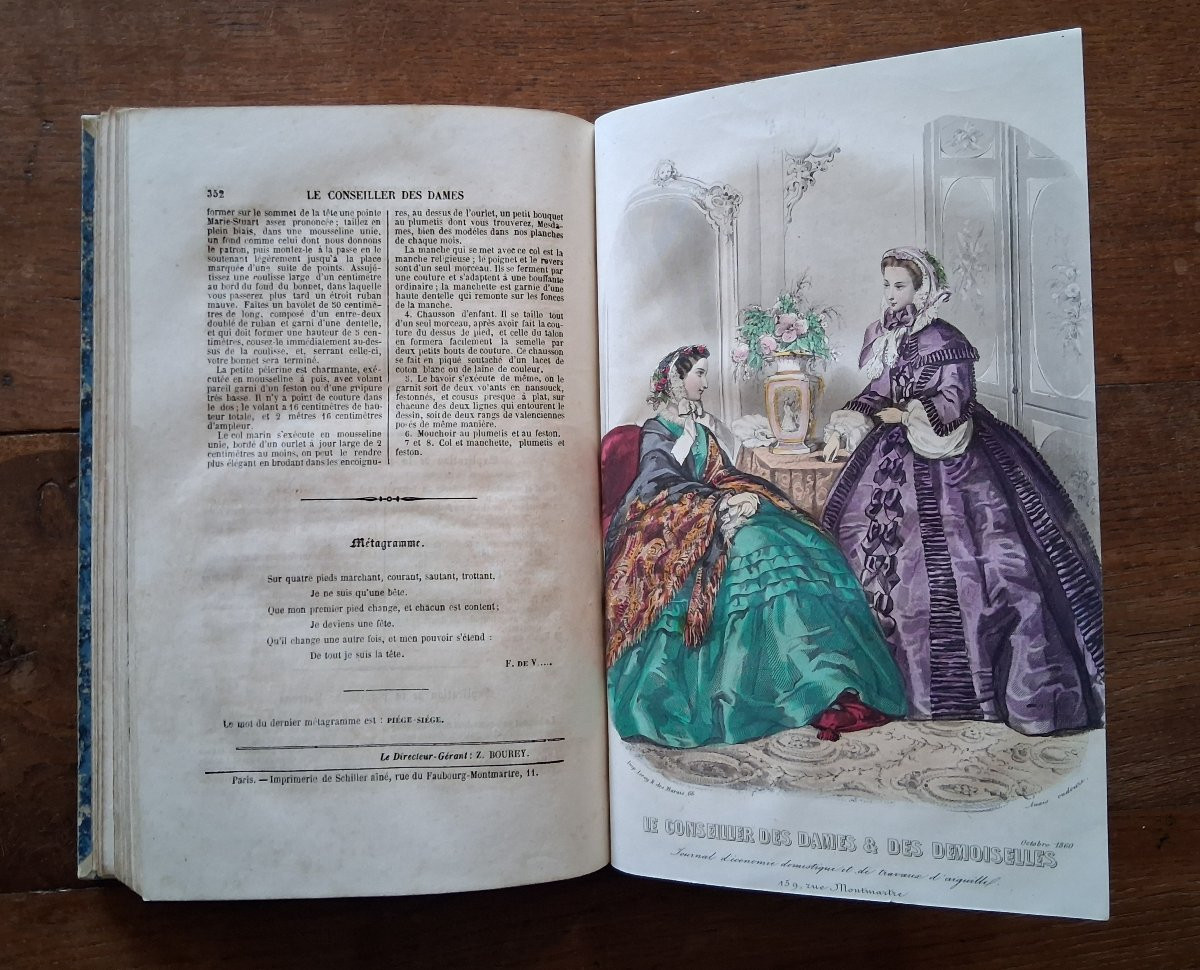 352
LE CONSEILLER DES DAMES
former sur le sommet de la tête une pointe
Marie-Stuart assez prononcée; taillez en
plein biais, dans une mousseline unie,
un fond comme celui dont nous donnons
le patron, puis montez-le à la passe en le
soutenant légèrement jusqu'à la place
marquée d'une suite de points. Assujé-
tissez une coulisse large d'un centimètre
au bord du fond du bonnet, dans laquelle
vous passerez plus tard un étroit ruban
mauve. Faites un bavolet de 50 centimè-
tres de long, composé d'un entre-deux
doublé de ruban et garni d'une dentelle,
et qui doit former une hauteur de 5 cen-
timètres, cousez-le immédiatement au-des-
sus de la coulisse, et, serrant celle-ci,
votre bonnet sera terminé.
La petite pèlerine est charmante, exé-
cutée en mousseline à pois, avec volant
pareil garni d'un feston ou d'une guipure
très basse. Il n'y a point de couture dans
le dos; le volant a 16 centimètres de hau-
teur totale, et 2 mètres 16 centimètres
d'ampleur.
Le col marin s'exécute en mousseline
unie, bordé d'un ourlet à jour large de 2
centimètres au moins, on peut le rendre
plus élégant en brodant dans les encoignu-
res, au dessus de l'ourlet, un petit bouquet
au plumetis dont vous trouverez, Mesda-
mes, bien des modèles dans nos planches
de chaque mois.
La manche qui se met avec ce col est la
manche religieuse; le poignet et le revers
sont d'un seul morceau. Ils se ferment par
une couture et s'adaptent à une bouffante
ordinaire; la manchette est garnie d'une
haute dentelle qui remonte sur les fonces
de la manche.
4. Chausson d'enfant. Il se taille tout
d'un seul morceau, après avoir fait la cou-
ture du dessus de pied, et celle du talon
en formera facilement la semelle par
deux petits bouts de couture. Ce chausson
se fait en piqué soutaché d'un lacet de
coton blanc ou de laine de couleur.
5. Le bavoir s'exécute de même, on le
garnit soit de deux volants en nansouck,
festonnés, et cousus presque à plat, sur
chacune des deux lignes qui entourent le
dessin, soit de deux rangs de valenciennes
posés de même manière.
6. Mouchoir au plumetis et au feston.
7 et 8. Col et manchette, plumetis et
feston.
Métagramme.
Sur quatre pieds marchant, courant, sautant, trottant,
Je ne suis qu'une bête.
Que mon premier pied change, et chacun est content;
Je deviens une fête.
Qu'il change une autre fois, et mon pouvoir s'étend :
De tout je suis la tête.
F. DE V....
Le mot du dernier métagramme est : PIÉGE-SIÉGE.
Le Directeur-Gérant : Z. BOUREY.
Paris. — Imprimerie de Schiller aîné, rue du Faubourg-Montmartre, 11.
Imp. Leroy R. des Marais 66
Octobre 1860
LE CONSEILLER DES DAMES & DES DEMOISELLES
Journal d'économie domestique et de travaux d'aiguille.
159, rue Montmartre